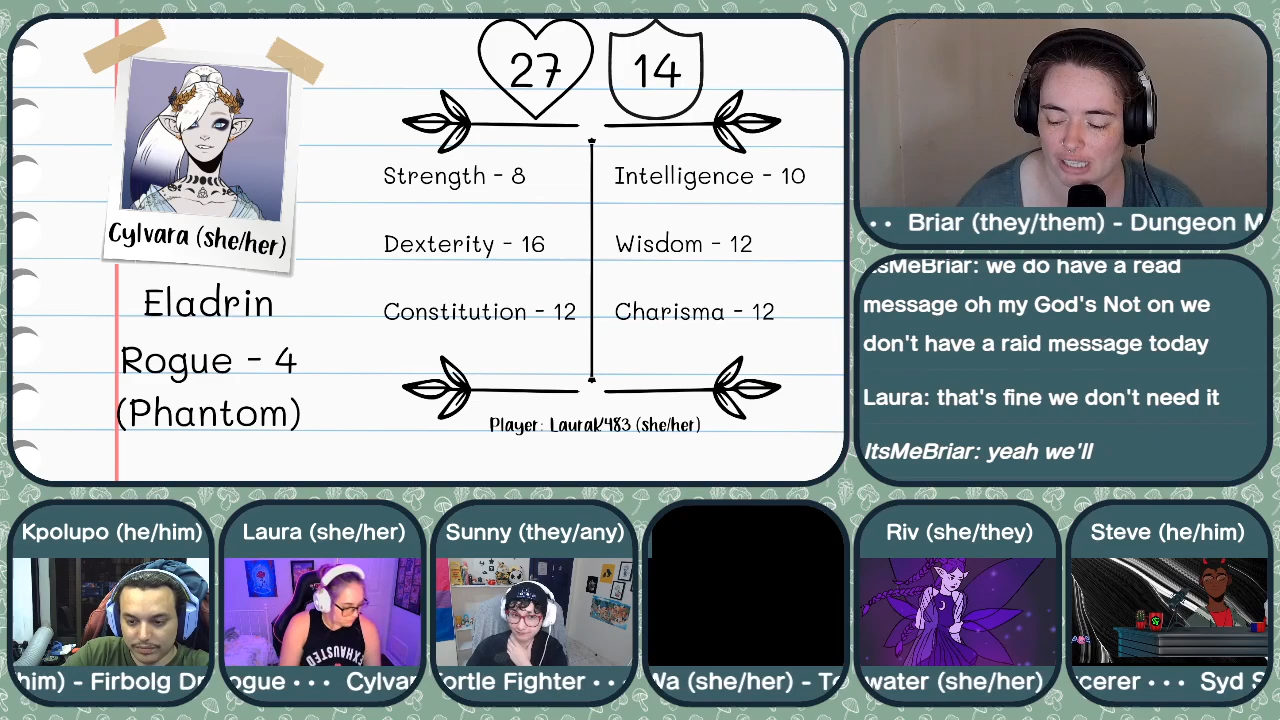 27
14
Strength - 8
Intelligence - 10
Dexterity - 16
Wisdom - 12
Constitution - 12
Charisma - 12
Cylvara (she/her)
Eladrin
Rogue - 4
(Phantom)
Player: LauraK483 (she/her)
•• Briar (they/them) - Dungeon M
ItsMeBriar: we do have a read
message oh my God's Not on we
don't have a raid message today
Laura: that's fine we don't need it
ItsMeBriar: yeah we'll
Kpolupo (he/him)
him) - Firbolg Dr
Laura (she/her)
EXHAUSTED
ogue ••• Cylvar
Sunny (they/any)
Tortle Fighter ••
Wa (she/her) - To
Riv (she/they)
water (she/her)
Steve (he/him)
rcerer ••• Syd S